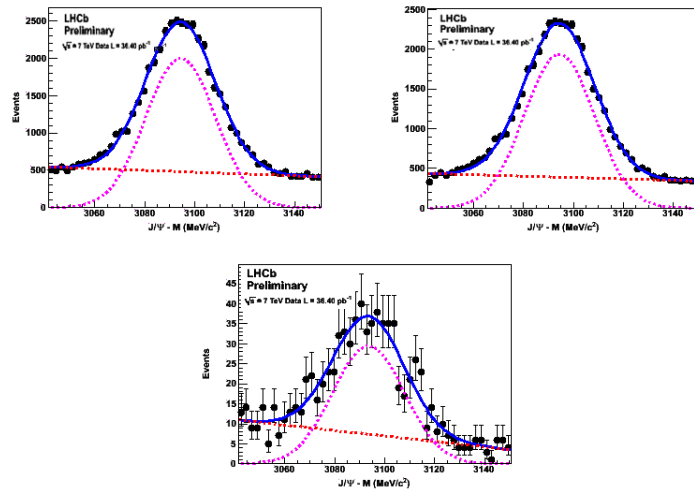 LHCb
Preliminary
√s = 7 TeV Data L = 36.40 pb⁻¹
Events
2500
2000
1500
1000
500
0
3060 3080 3100 3120 3140
J/Ψ - M (MeV/c²)
LHCb
Preliminary
√s = 7 TeV Data L = 36.40 pb⁻¹
Events
2500
2000
1500
1000
500
0
3060 3080 3100 3120 3140
J/Ψ - M (MeV/c²)
LHCb
Preliminary
√s = 7 TeV Data L = 36.40 pb⁻¹
Events
45
40
35
30
25
20
15
10
5
0
3060 3080 3100 3120 3140
J/Ψ - M (MeV/c²)